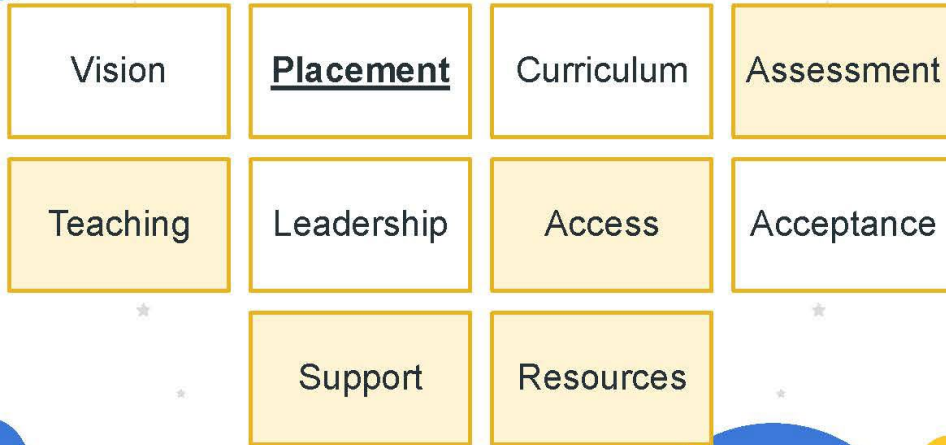 Vision
Placement
Curriculum
Assessment
Teaching
Leadership
Access
Acceptance
Support
Resources